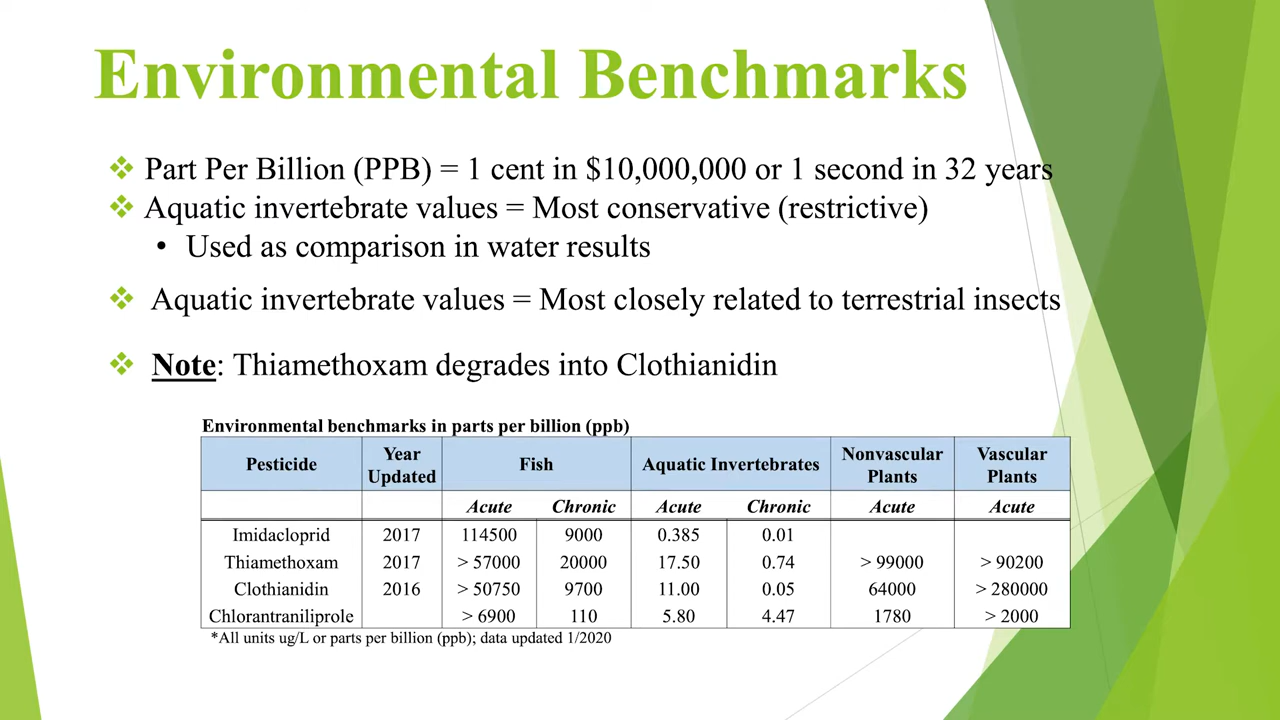 Environmental Benchmarks
❖ Part Per Billion (PPB) = 1 cent in $10,000,000 or 1 second in 32 years
❖ Aquatic invertebrate values = Most conservative (restrictive)
• Used as comparison in water results
❖ Aquatic invertebrate values = Most closely related to terrestrial insects
❖ Note: Thiamethoxam degrades into Clothianidin
Environmental benchmarks in parts per billion (ppb)
Pesticide Year Updated Fish Aquatic Invertebrates Nonvascular Plants Vascular Plants
Acute Chronic Acute Chronic Acute Acute
Imidacloprid 2017 114500 9000 0.385 0.01
Thiamethoxam 2017 > 57000 20000 17.50 0.74 > 99000 > 90200
Clothianidin 2016 > 50750 9700 11.00 0.05 64000 > 280000
Chlorantraniliprole > 6900 110 5.80 4.47 1780 > 2000
*All units ug/L or parts per billion (ppb); data updated 1/2020